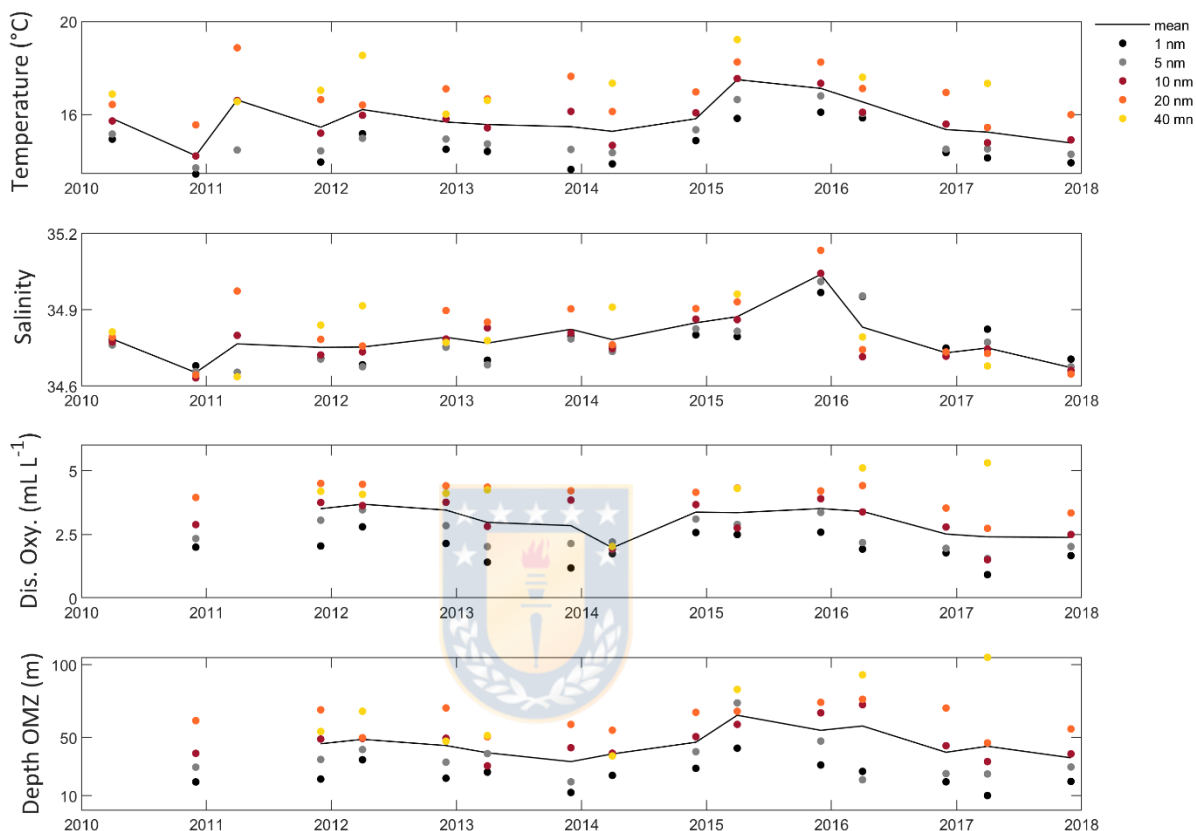 Temperature (°C)
20
16
2010 2011 2012 2013 2014 2015 2016 2017 2018
mean
1 nm
5 nm
10 nm
20 nm
40 mn
Salinity
35.2
34.9
34.6
2010 2011 2012 2013 2014 2015 2016 2017 2018
Dis. Oxy. (mL L⁻¹)
5
2.5
0
2010 2011 2012 2013 2014 2015 2016 2017 2018
Depth OMZ (m)
100
50
10
2010 2011 2012 2013 2014 2015 2016 2017 2018